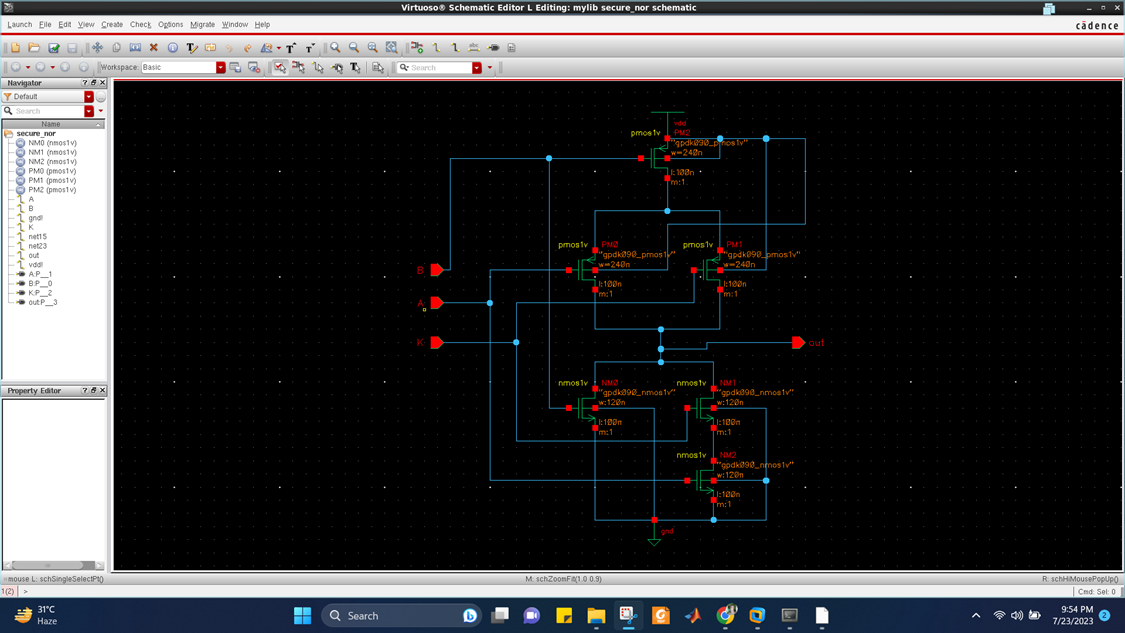 Virtuoso® Schematic Editor L Editing: mylib secure_nor schematic
Launch File Edit View Create Check Options Migrate Window Help
cādence
Workspace: Basic
Search
Navigator
Default
Search
Name
secure_nor
NM0 (nmos1v)
NM1 (nmos1v)
NM2 (nmos1v)
PM0 (pmos1v)
PM1 (pmos1v)
PM2 (pmos1v)
A
B
gnd!
K
net15
net23
out
vdd!
A:P__1
B:P__0
K:P__2
out:P__3
Property Editor
vdd
pmos1v PM2
"gpdk090_pmos1v"
w=240n
l:100n
m:1
pmos1v PM0
"gpdk090_pmos1v"
w=240n
l:100n
m:1
pmos1v PM1
"gpdk090_pmos1v"
w=240n
l:100n
m:1
B
A
K
out
nmos1v NM0
"gpdk090_nmos1v"
w:120n
l:100n
m:1
nmos1v NM1
"gpdk090_nmos1v"
w:120n
l:100n
m:1
nmos1v NM2
"gpdk090_nmos1v"
w:120n
l:100n
m:1
gnd
mouse L: schSingleSelectPt() M: schZoomFit(1.0 0.9) R: schHiMousePopUp()
1(2) > Cmd: Sel: 0
31°C
Haze
Search
9:54 PM
7/23/2023
2